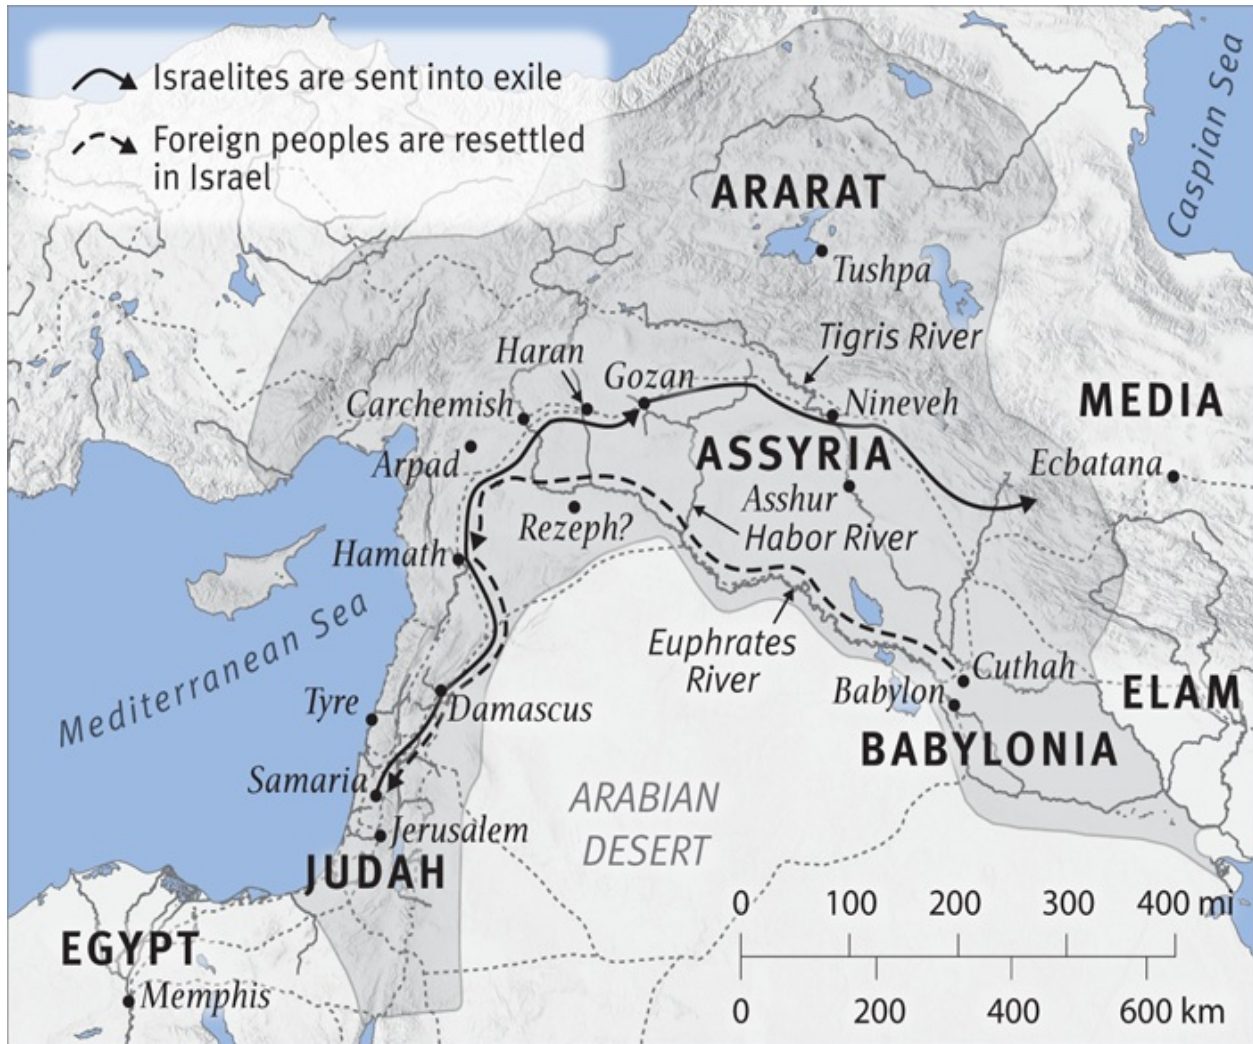 Israelites are sent into exile
Foreign peoples are resettled
in Israel
Caspian Sea
ARARAT
Tushpa
Tigris River
Haran
Gozan
Carchemish
Nineveh
MEDIA
Arpad
ASSYRIA
Ecbatana
Asshur
Rezeph?
Habor River
Hamath
Mediterranean Sea
Euphrates
River
Cuthah
Babylon
ELAM
Tyre
Damascus
BABYLONIA
Samaria
ARABIAN
DESERT
Jerusalem
JUDAH
0 100 200 300 400 mi
EGYPT
Memphis
0 200 400 600 km